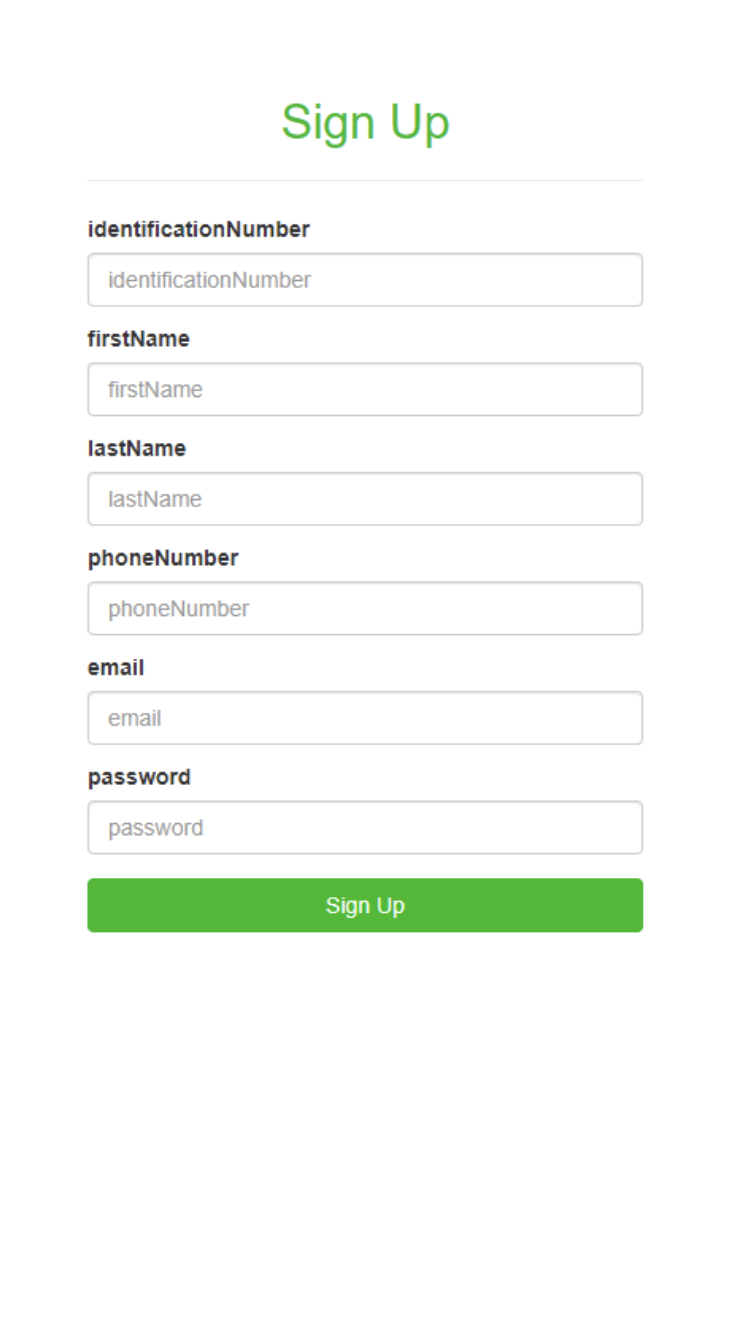 Sign Up
identificationNumber
identificationNumber
firstName
firstName
lastName
lastName
phoneNumber
phoneNumber
email
email
password
password
Sign Up